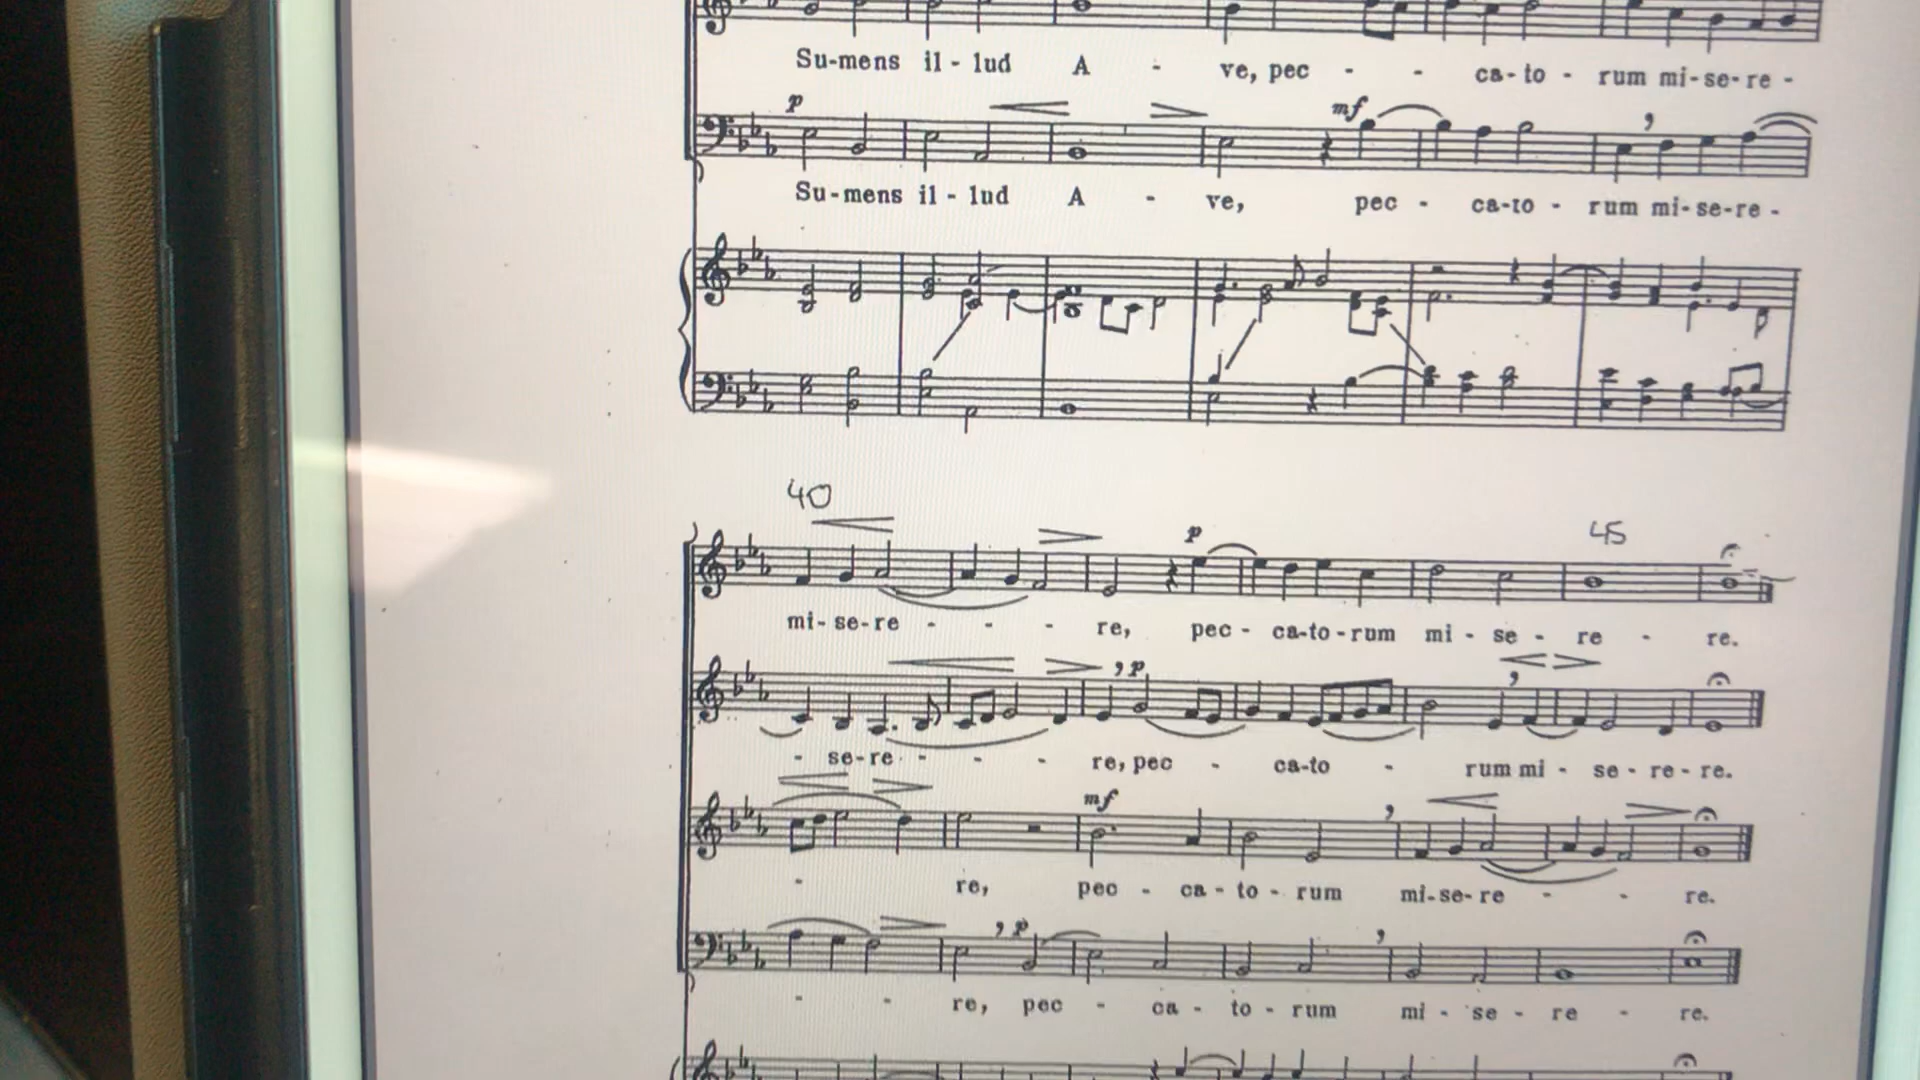 Su-mens il - lud A - ve, pec - - ca-to - rum mi-se-re -
p mf ,
Su-mens il - lud A - ve, pec - ca-to - rum mi-se-re -
40
p 45
mi-se-re - - - re, pec - ca-to-rum mi - se - re - re.
, p ,
- se-re - - - re, pec - ca-to - rum mi - se - re - re.
mf ,
- re, pec - ca - to - rum mi-se-re - - re.
, p ,
- - re, pec - ca - to - rum mi - se - re - re.